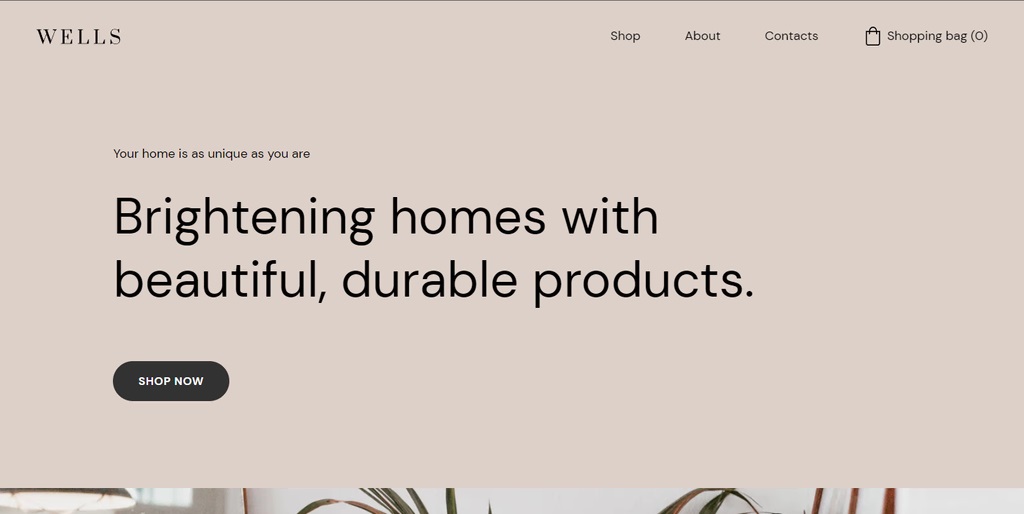 WELLS
Shop
About
Contacts
Shopping bag (0)
Your home is as unique as you are
Brightening homes with
beautiful, durable products.
SHOP NOW